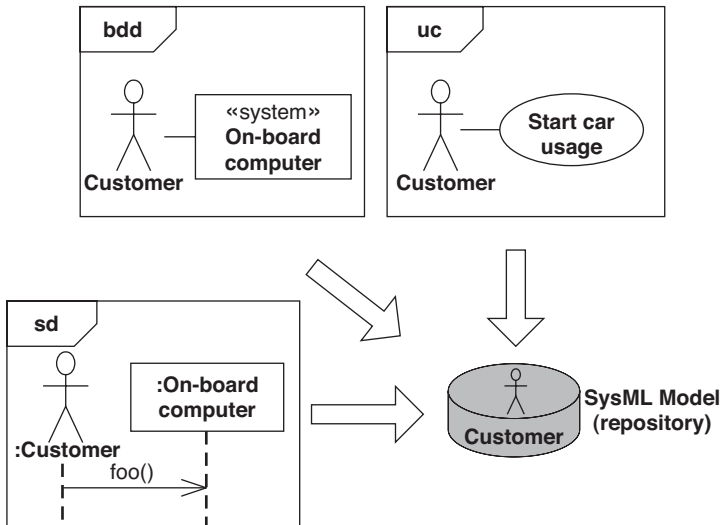 bdd
«system»
On-board
computer
Customer
uc
Start car
usage
Customer
sd
:On-board
computer
:Customer
foo()
SysML Model
(repository)
Customer